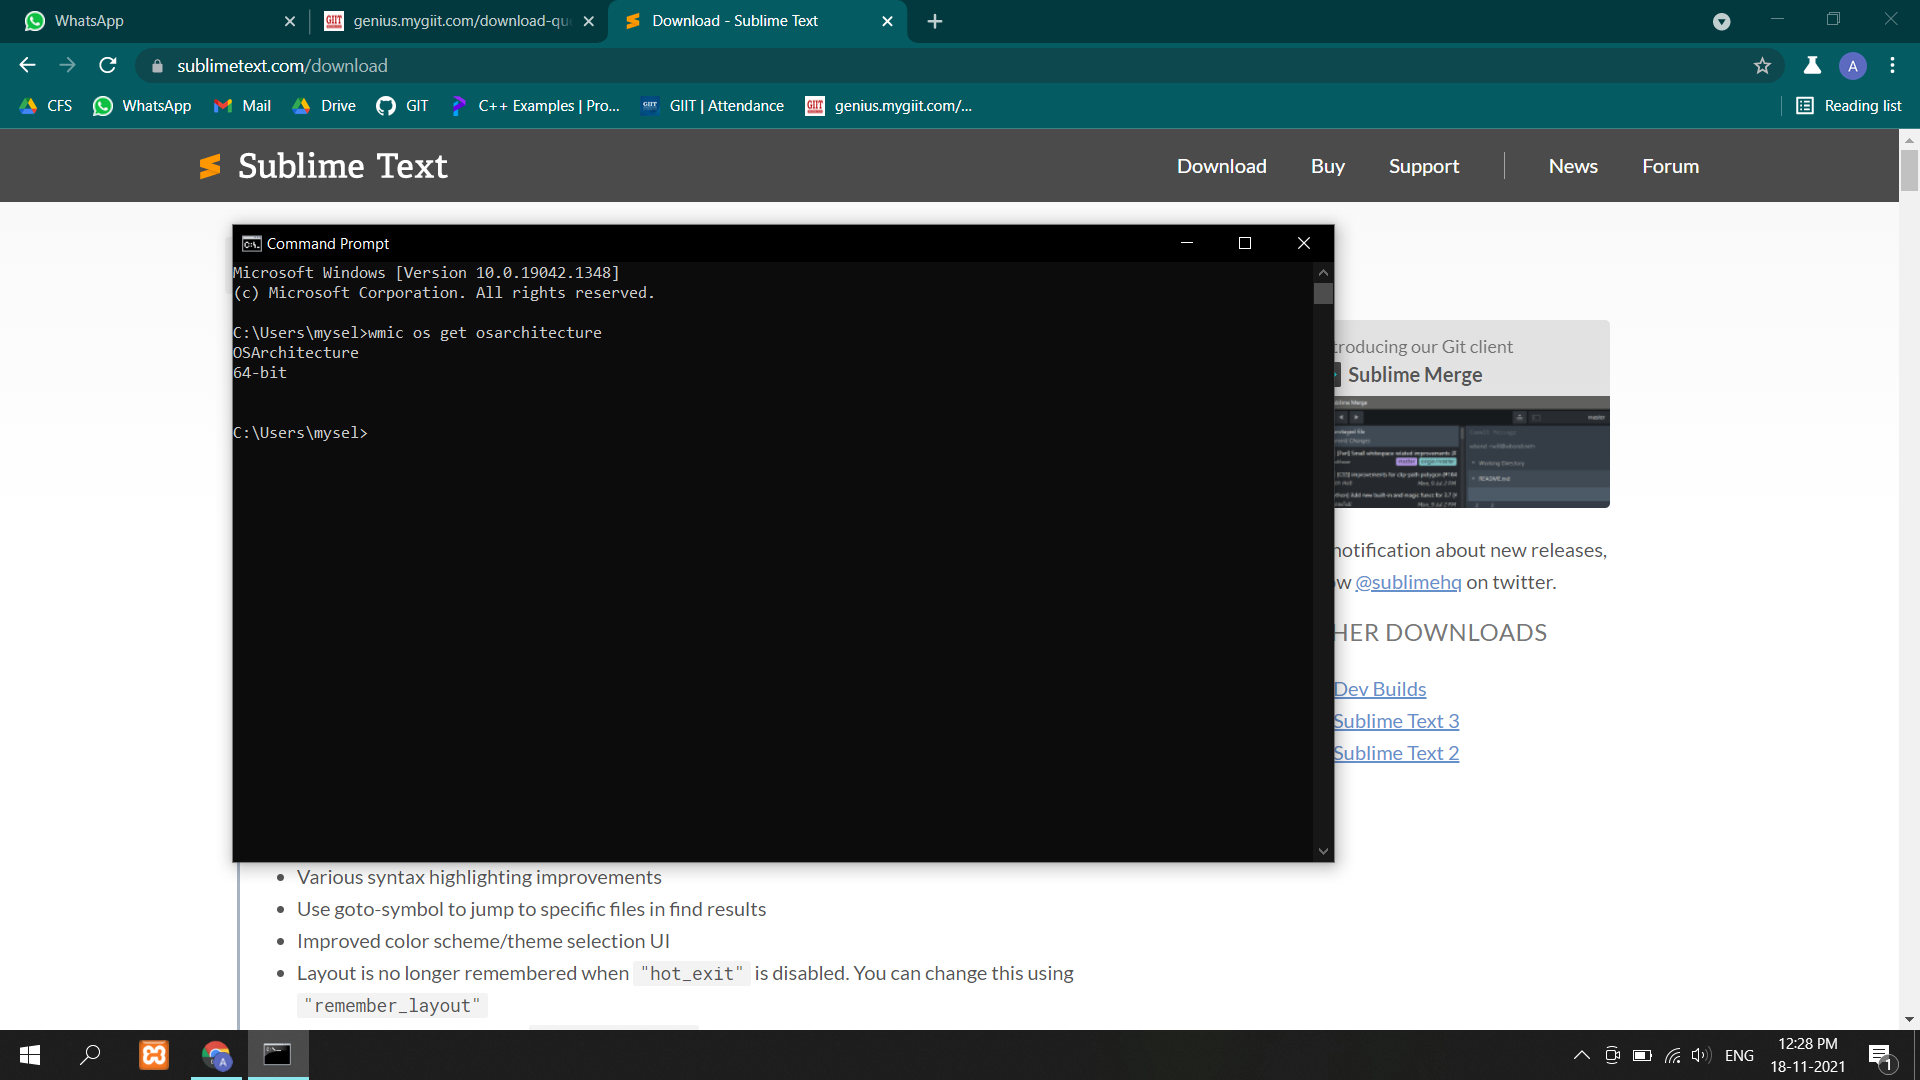 WhatsApp
genius.mygiit.com/download-qu
Download - Sublime Text
sublimetext.com/download
A
CFS
WhatsApp
Mail
Drive
GIT
C++ Examples | Pro...
GIIT | Attendance
genius.mygiit.com/...
Reading list
Sublime Text
Download
Buy
Support
News
Forum
Command Prompt
Microsoft Windows [Version 10.0.19042.1348]
(c) Microsoft Corporation. All rights reserved.
C:\Users\mysel>wmic os get osarchitecture
OSArchitecture
64-bit
C:\Users\mysel>
troducing our Git client
Sublime Merge
notification about new releases,
ow @sublimehq on twitter.
HER DOWNLOADS
Dev Builds
Sublime Text 3
Sublime Text 2
Various syntax highlighting improvements
Use goto-symbol to jump to specific files in find results
Improved color scheme/theme selection UI
Layout is no longer remembered when "hot_exit" is disabled. You can change this using
"remember_layout"
ENG
12:28 PM
18-11-2021
1